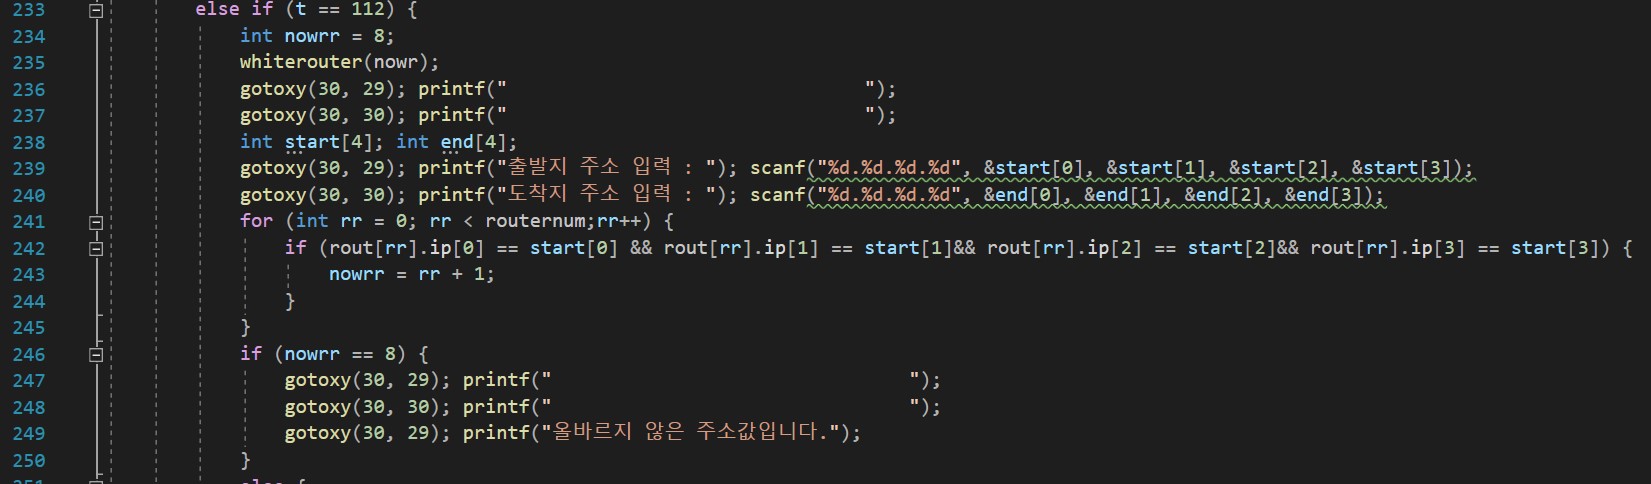 233 else if (t == 112) {
234 int nowrr = 8;
235 whiterouter(nowr);
236 gotoxy(30, 29); printf("                                ");
237 gotoxy(30, 30); printf("                                ");
238 int start[4]; int end[4];
239 gotoxy(30, 29); printf("출발지 주소 입력 : "); scanf("%d.%d.%d.%d", &start[0], &start[1], &start[2], &start[3]);
240 gotoxy(30, 30); printf("도착지 주소 입력 : "); scanf("%d.%d.%d.%d", &end[0], &end[1], &end[2], &end[3]);
241 for (int rr = 0; rr < routernum;rr++) {
242 if (rout[rr].ip[0] == start[0] && rout[rr].ip[1] == start[1]&& rout[rr].ip[2] == start[2]&& rout[rr].ip[3] == start[3]) {
243 nowrr = rr + 1;
244 }
245 }
246 if (nowrr == 8) {
247 gotoxy(30, 29); printf("                                ");
248 gotoxy(30, 30); printf("                                ");
249 gotoxy(30, 29); printf("올바르지 않은 주소값입니다.");
250 }
251 else {